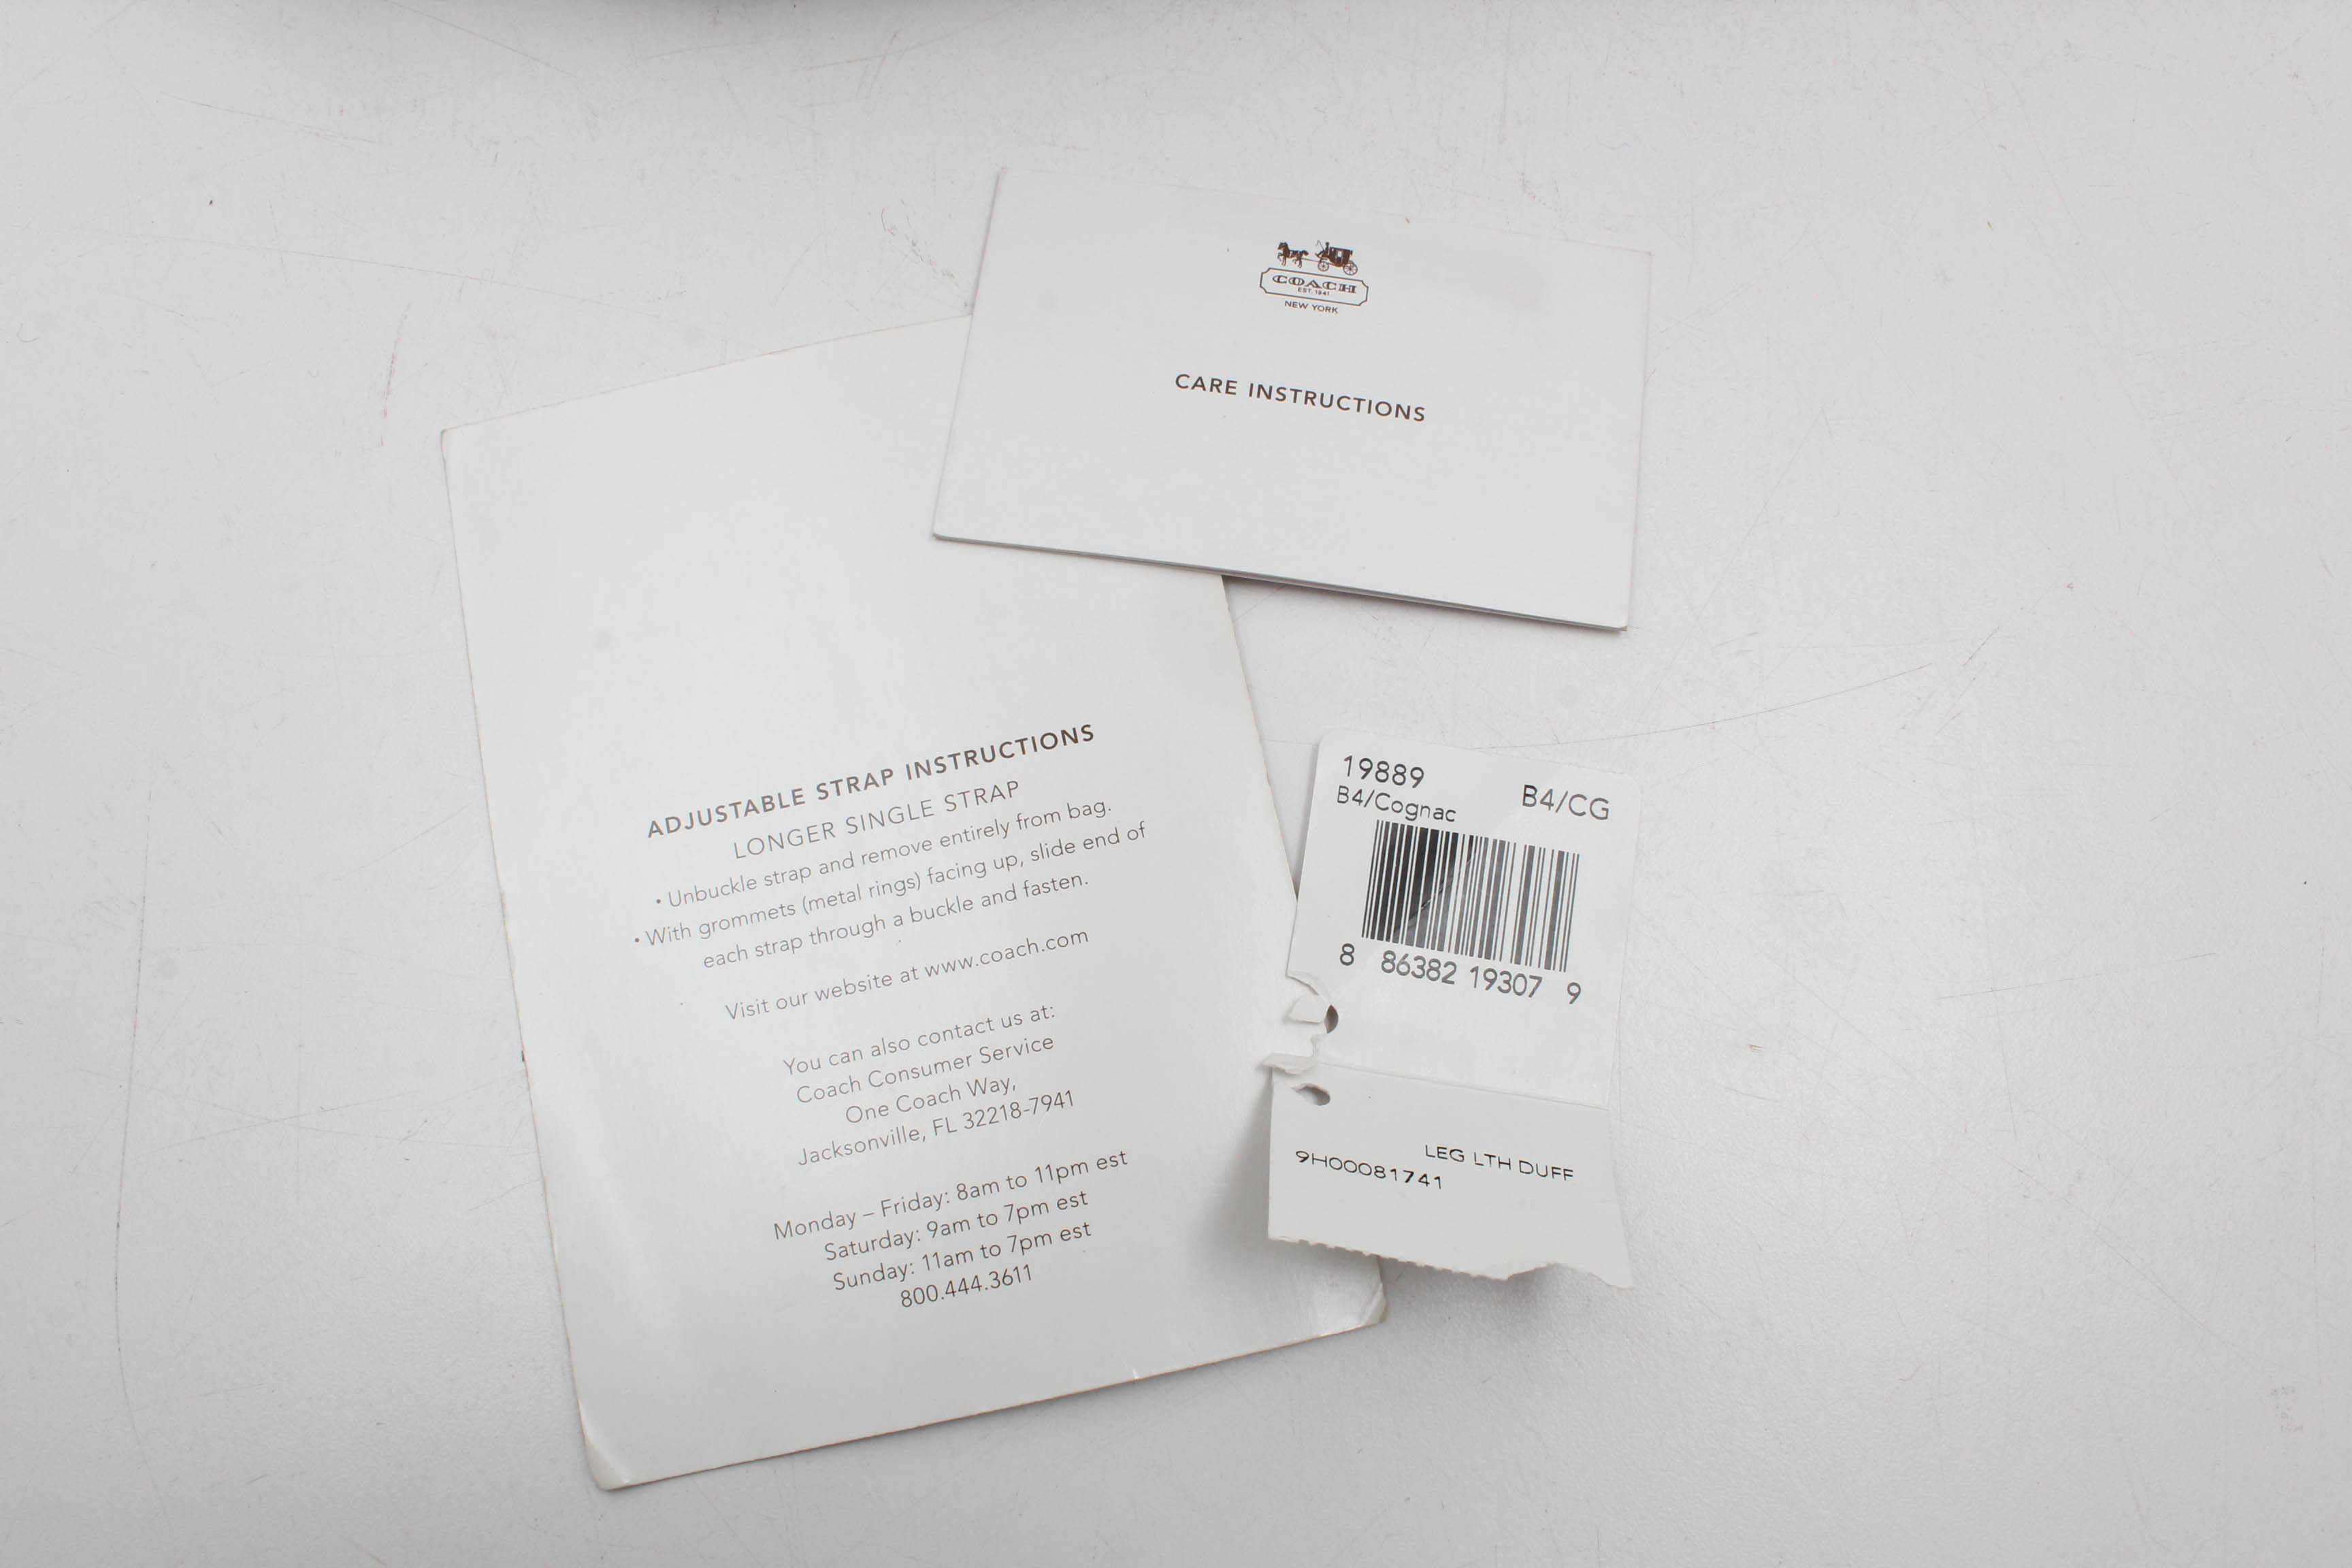 COACH
EST. 1941
NEW YORK
CARE INSTRUCTIONS
ADJUSTABLE STRAP INSTRUCTIONS
LONGER SINGLE STRAP
• Unbuckle strap and remove entirely from bag.
• With grommets (metal rings) facing up, slide end of
each strap through a buckle and fasten.
Visit our website at www.coach.com
You can also contact us at:
Coach Consumer Service
One Coach Way,
Jacksonville, FL 32218-7941
Monday – Friday: 8am to 11pm est
Saturday: 9am to 7pm est
Sunday: 11am to 7pm est
800.444.3611
19889 B4/CG
B4/Cognac
8 86382 19307 9
LEG LTH DUFF
9H00081741